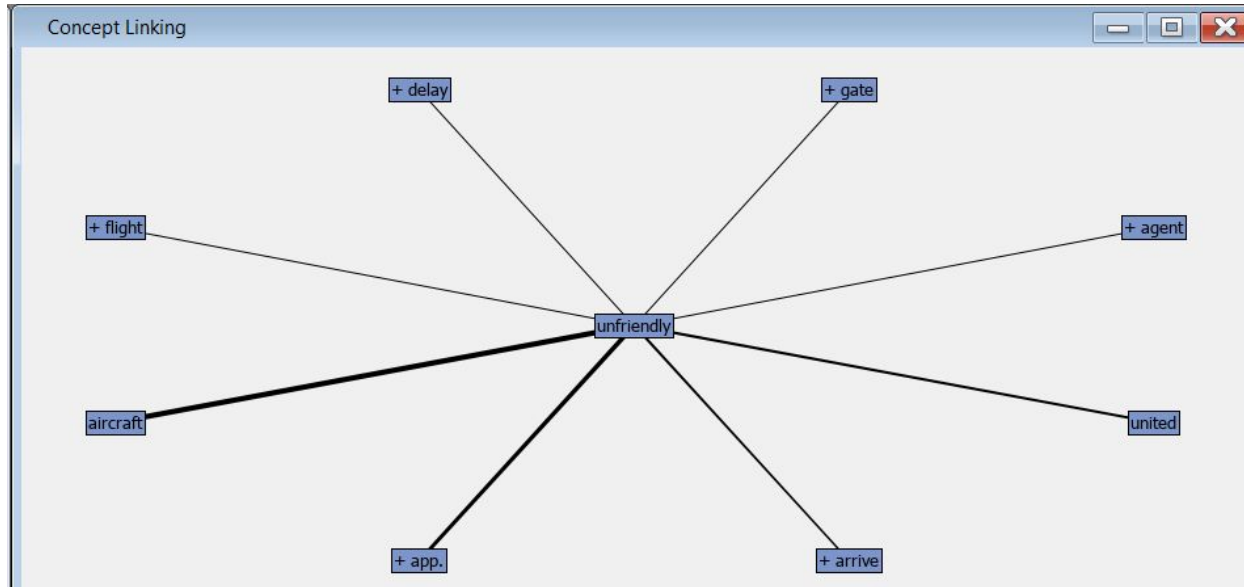 Concept Linking
+ delay
+ gate
+ flight
+ agent
unfriendly
aircraft
united
+ app.
+ arrive